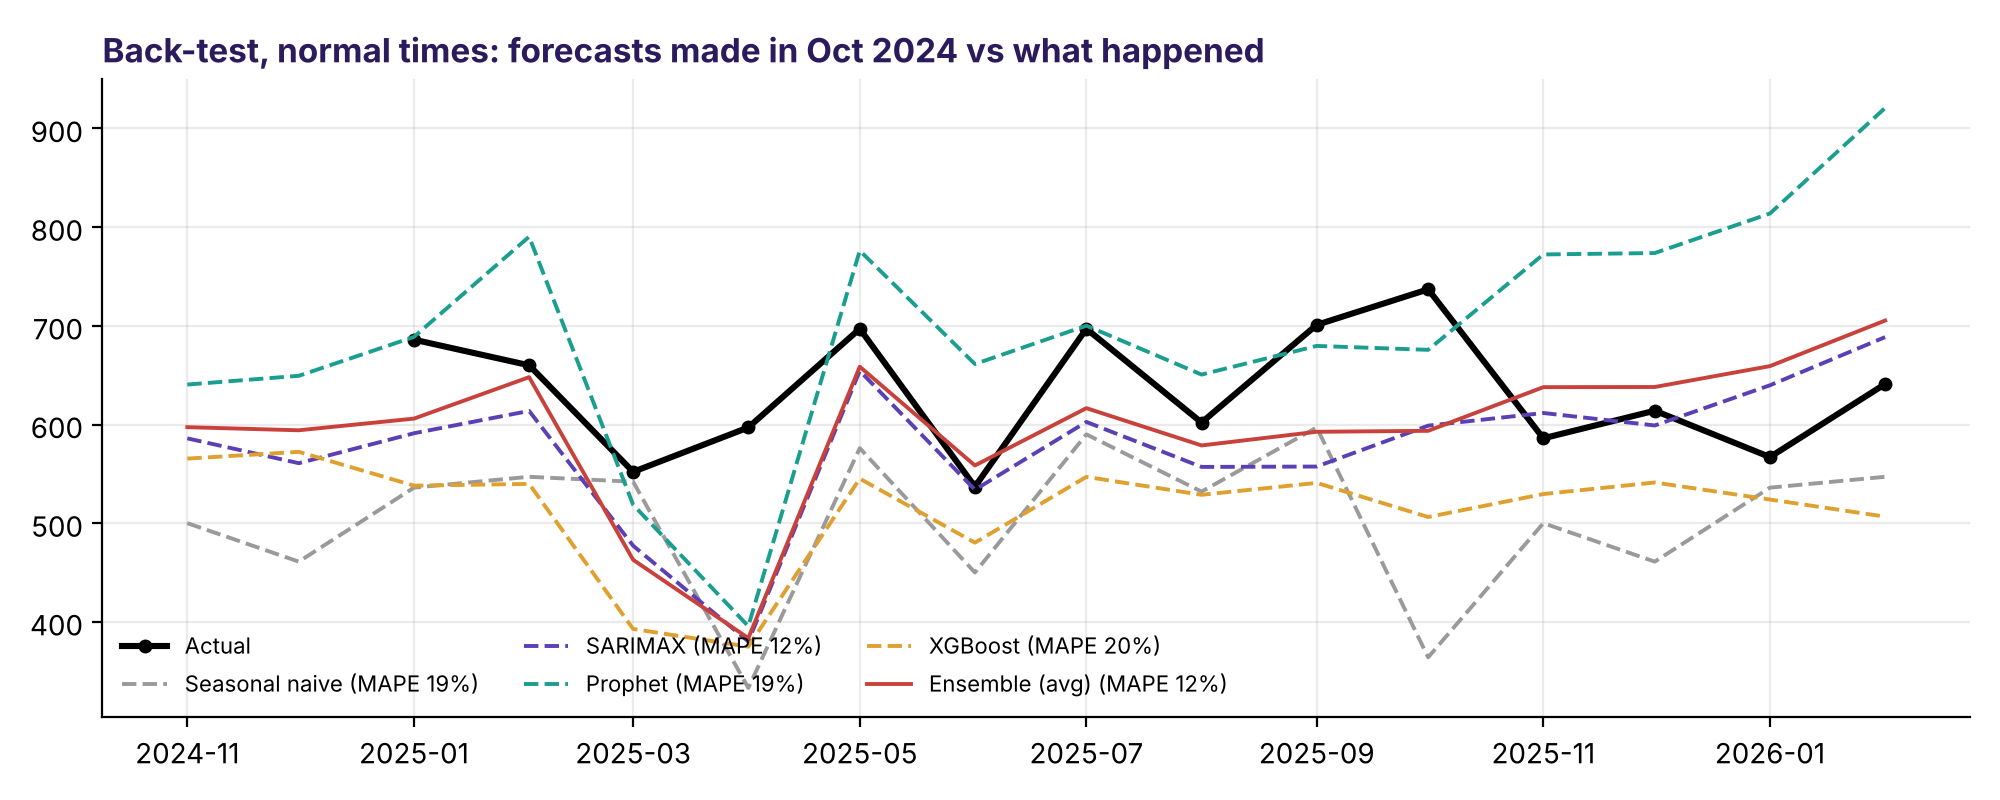 Back-test, normal times: forecasts made in Oct 2024 vs what happened
900
800
700
600
500
400
Actual
Seasonal naive (MAPE 19%)
SARIMAX (MAPE 12%)
Prophet (MAPE 19%)
XGBoost (MAPE 20%)
Ensemble (avg) (MAPE 12%)
2024-11
2025-01
2025-03
2025-05
2025-07
2025-09
2025-11
2026-01